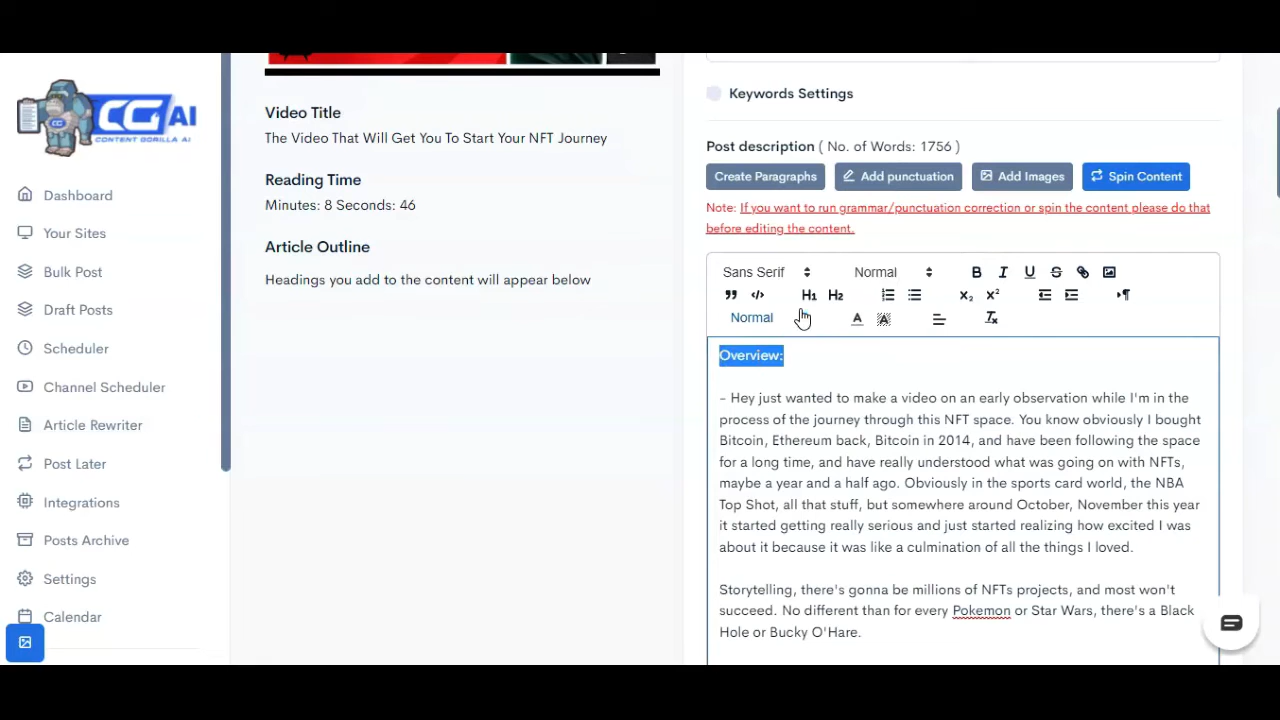 CG AI
CONTENT GORILLA AI
CG
Dashboard
Your Sites
Bulk Post
Draft Posts
Scheduler
Channel Scheduler
Article Rewriter
Post Later
Integrations
Posts Archive
Settings
Calendar
Video Title
The Video That Will Get You To Start Your NFT Journey
Reading Time
Minutes: 8 Seconds: 46
Article Outline
Headings you add to the content will appear below
Keywords Settings
Post description ( No. of Words: 1756 )
Create Paragraphs Add punctuation Add Images Spin Content
Note: If you want to run grammar/punctuation correction or spin the content please do that
before editing the content.
Sans Serif Normal B I U S
H1 H2 x2 x2
Normal A A Tx
Overview:
- Hey just wanted to make a video on an early observation while I'm in the
process of the journey through this NFT space. You know obviously I bought
Bitcoin, Ethereum back, Bitcoin in 2014, and have been following the space
for a long time, and have really understood what was going on with NFTs,
maybe a year and a half ago. Obviously in the sports card world, the NBA
Top Shot, all that stuff, but somewhere around October, November this year
it started getting really serious and just started realizing how excited I was
about it because it was like a culmination of all the things I loved.
Storytelling, there's gonna be millions of NFTs projects, and most won't
succeed. No different than for every Pokemon or Star Wars, there's a Black
Hole or Bucky O'Hare.